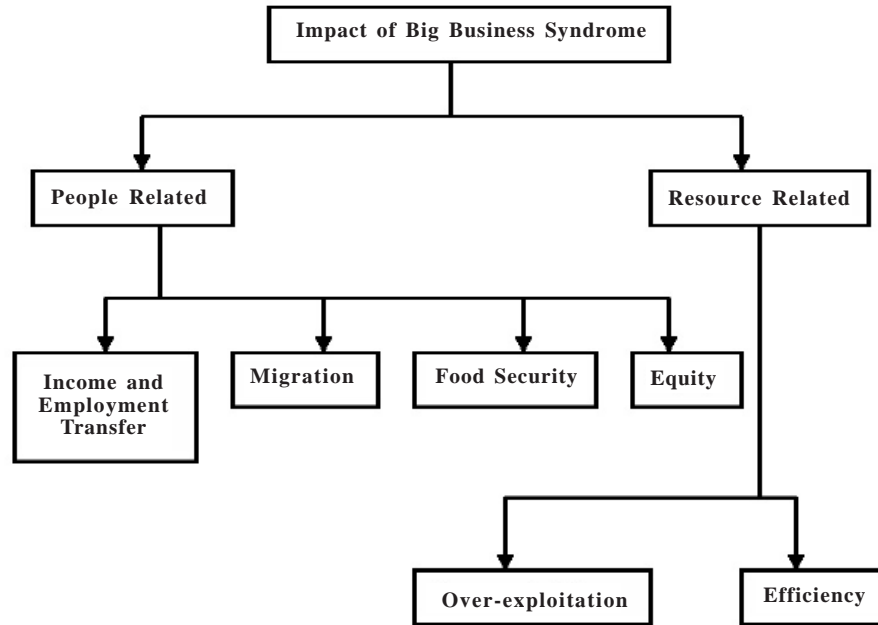 Impact of Big Business Syndrome
People Related
Resource Related
Income and
Employment
Transfer
Migration
Food Security
Equity
Over-exploitation
Efficiency